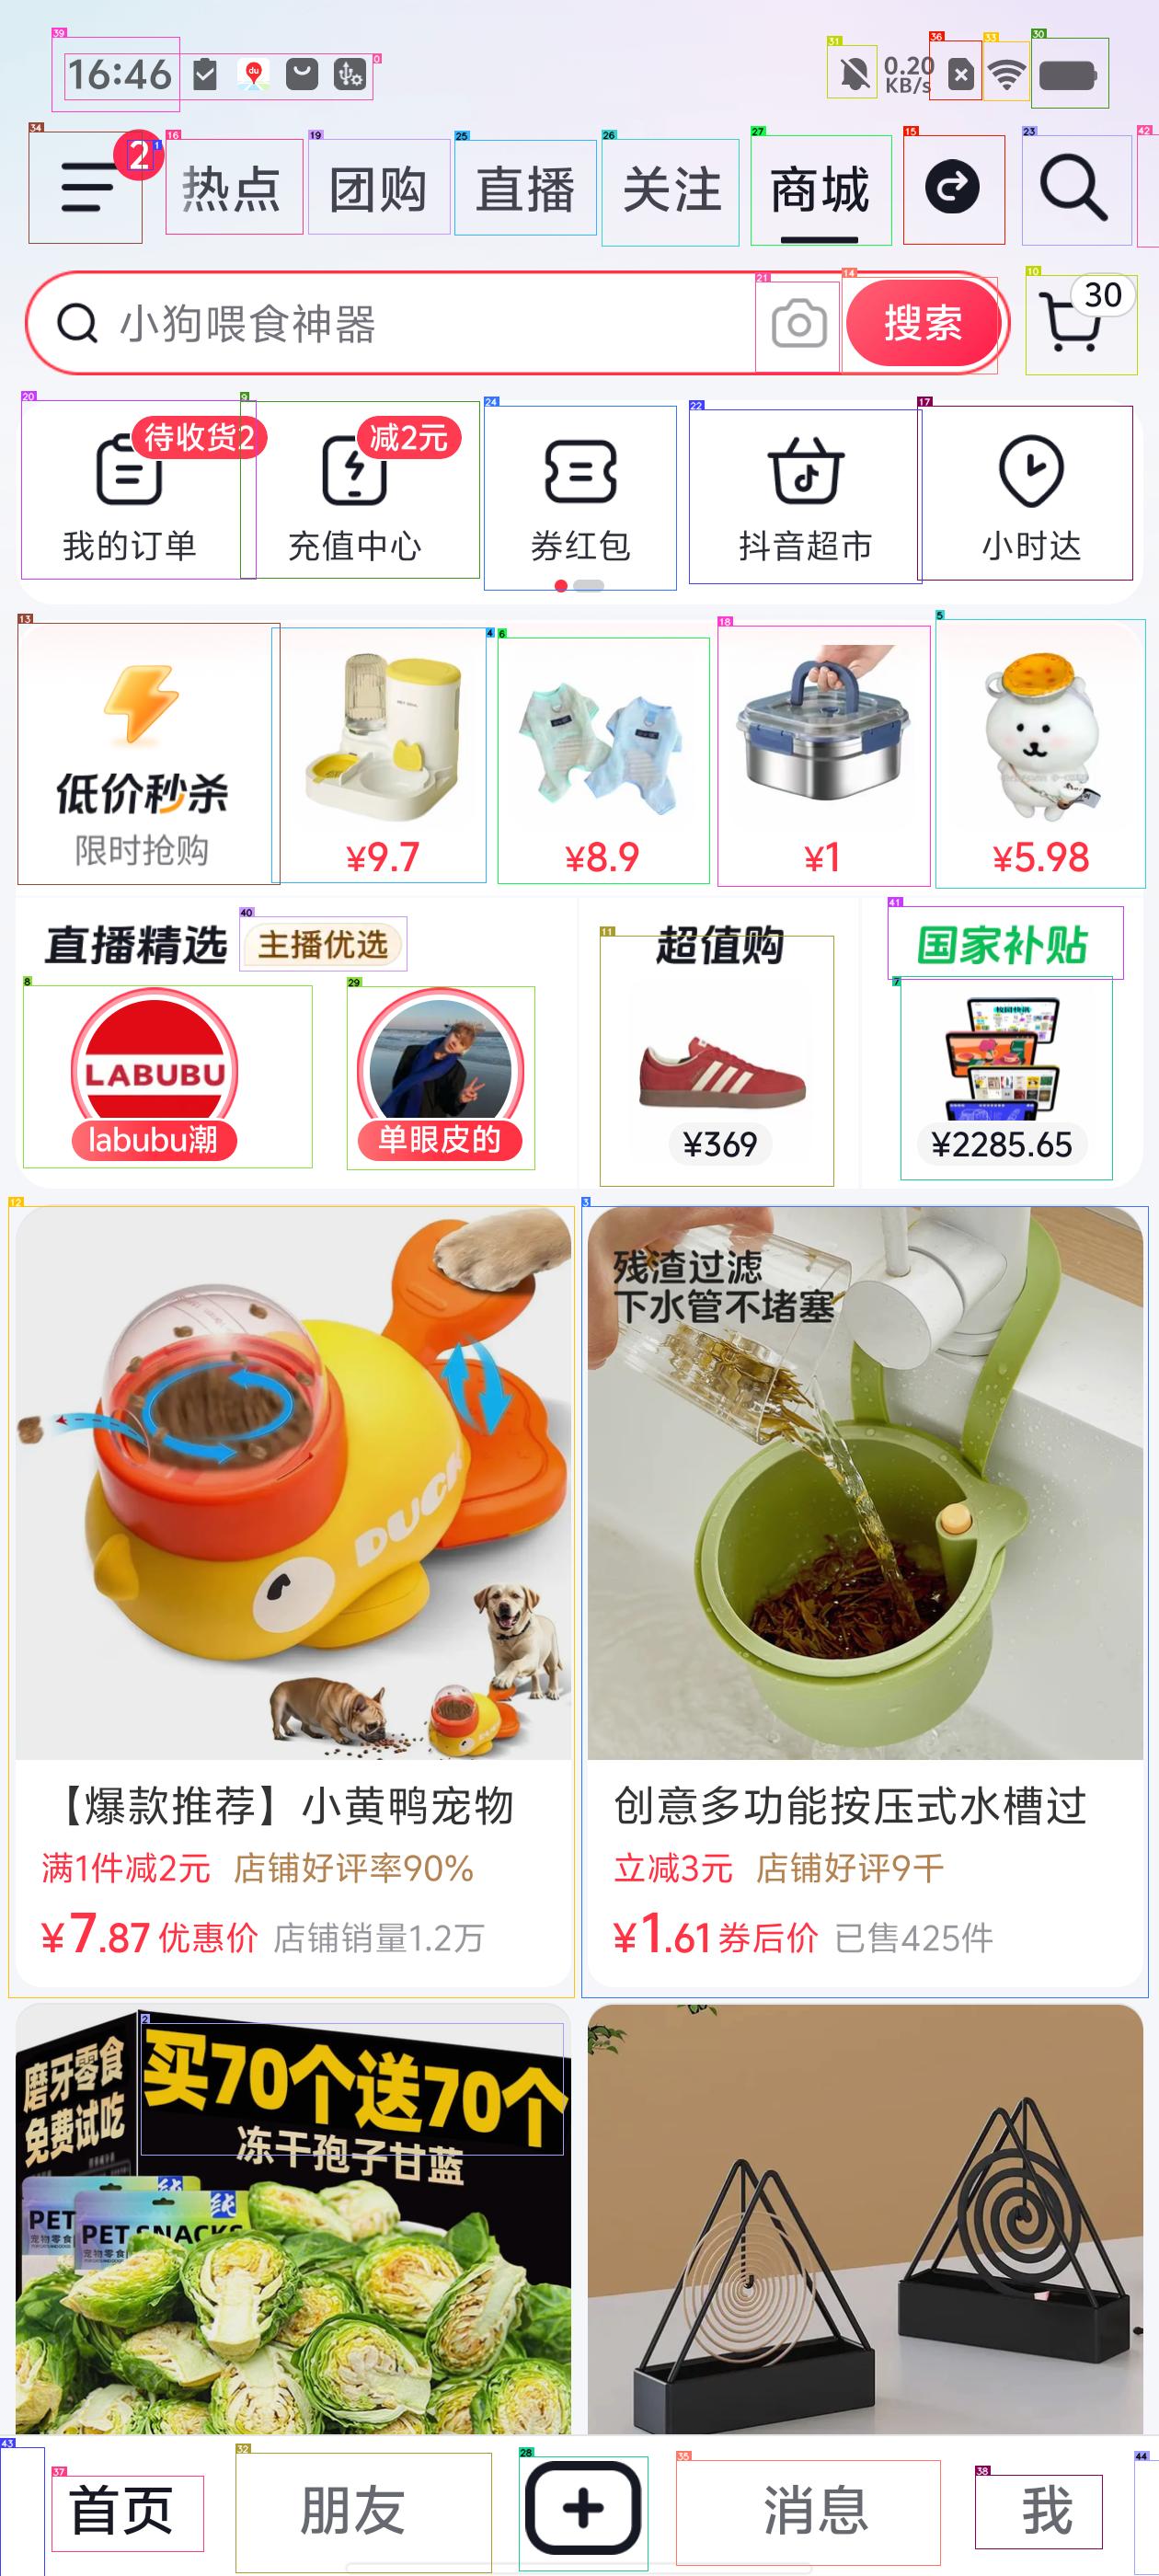 16:46
0.20
KB/s
2
热点 团购 直播 关注 商城
小狗喂食神器
搜索
30
待收货2
减2元
我的订单 充值中心 券红包 抖音超市 小时达
低价秒杀
限时抢购
¥9.7 ¥8.9 ¥1 ¥5.98
直播精选 主播优选 超值购 国家补贴
LABUBU
labubu潮 单眼皮的 ¥369 ¥2285.65
DUCK
残渣过滤
下水管不堵塞
【爆款推荐】小黄鸭宠物
满1件减2元 店铺好评率90%
¥7.87 优惠价 店铺销量1.2万
创意多功能按压式水槽过
立减3元 店铺好评9千
¥1.61 券后价 已售425件
磨牙零食
免费试吃
买70个送70个
冻干孢子甘蓝
纯
纯
PET
PET SNACKS
宠物零食
宠物零食
首页 朋友 消息 我